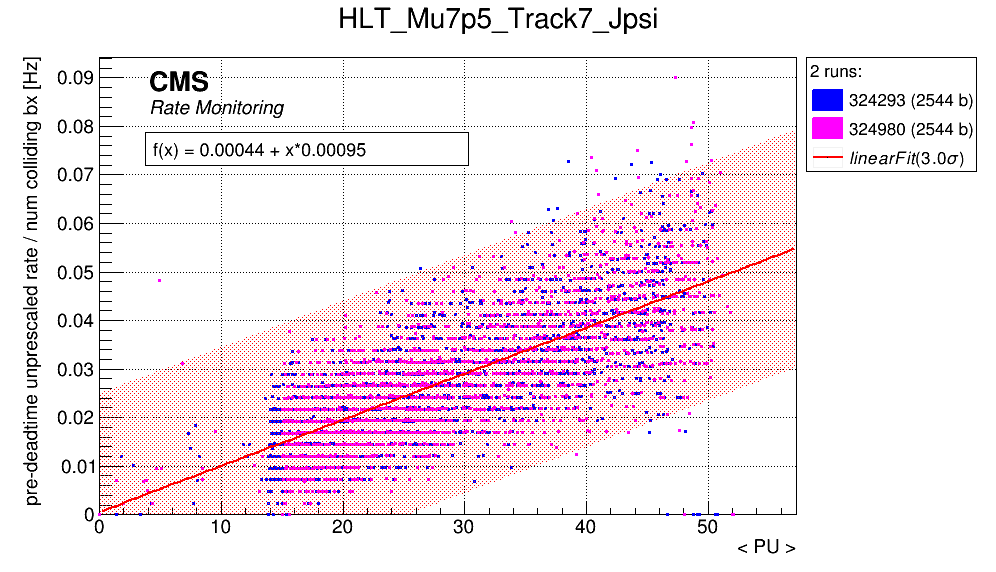 HLT_Mu7p5_Track7_Jpsi
pre-deadtime unprescaled rate / num colliding bx [Hz]
0.09
0.08
0.07
0.06
0.05
0.04
0.03
0.02
0.01
0
CMS
Rate Monitoring
f(x) = 0.00044 + x*0.00095
2 runs:
324293 (2544 b)
324980 (2544 b)
linearFit(3.0σ)
0 10 20 30 40 50
< PU >